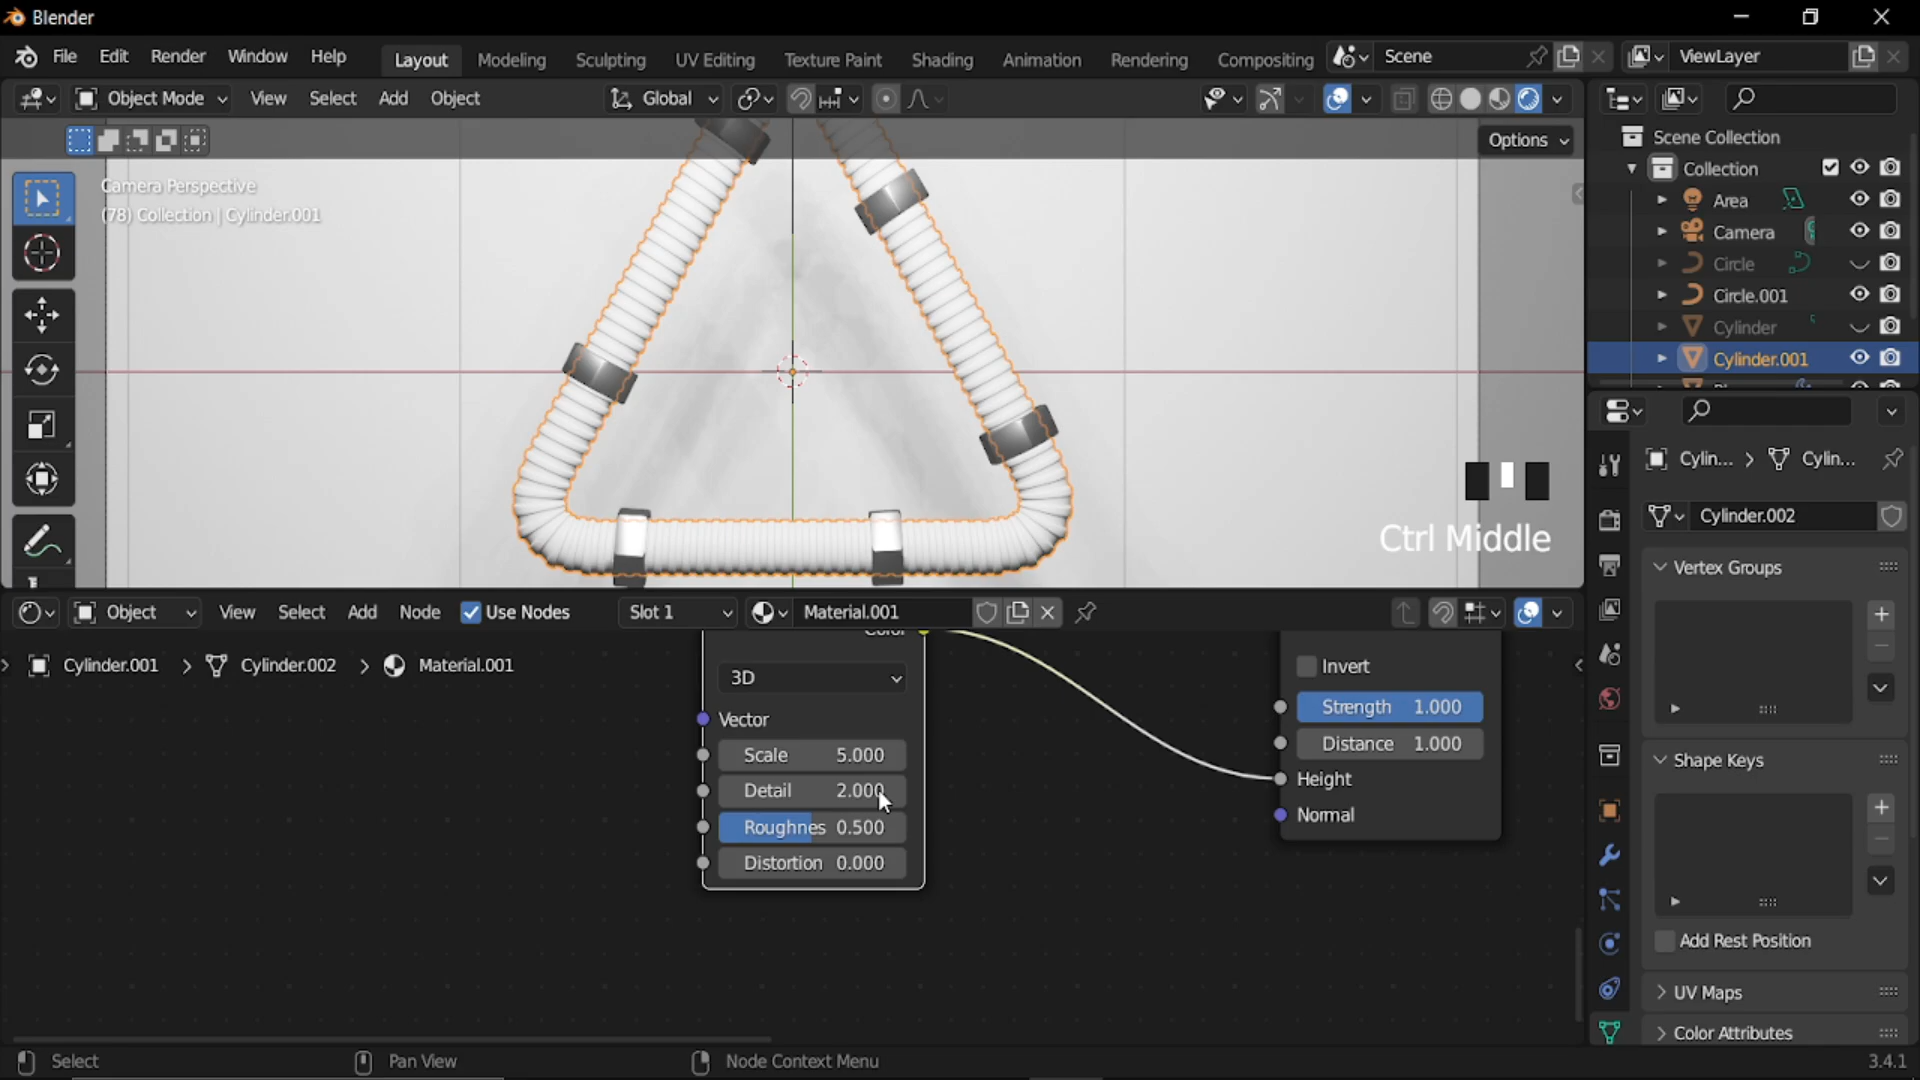 Blender
File Edit Render Window Help Layout Modeling Sculpting UV Editing Texture Paint Shading Animation Rendering Compositing Scene ViewLayer
Object Mode View Select Add Object Global
Options
Camera Perspective
(78) Collection | Cylinder.001
Ctrl Middle
Scene Collection
Collection
Area
Camera
Circle
Circle.001
Cylinder
Cylinder.001
Cylin... > Cylin...
Cylinder.002
Vertex Groups
Shape Keys
Add Rest Position
UV Maps
Color Attributes
Object View Select Add Node Use Nodes Slot 1 Material.001
Cylinder.001 > Cylinder.002 > Material.001
Color
3D
Vector
Scale 5.000
Detail 2.000
Roughnes 0.500
Distortion 0.000
Invert
Strength 1.000
Distance 1.000
Height
Normal
Select Pan View Node Context Menu 3.4.1